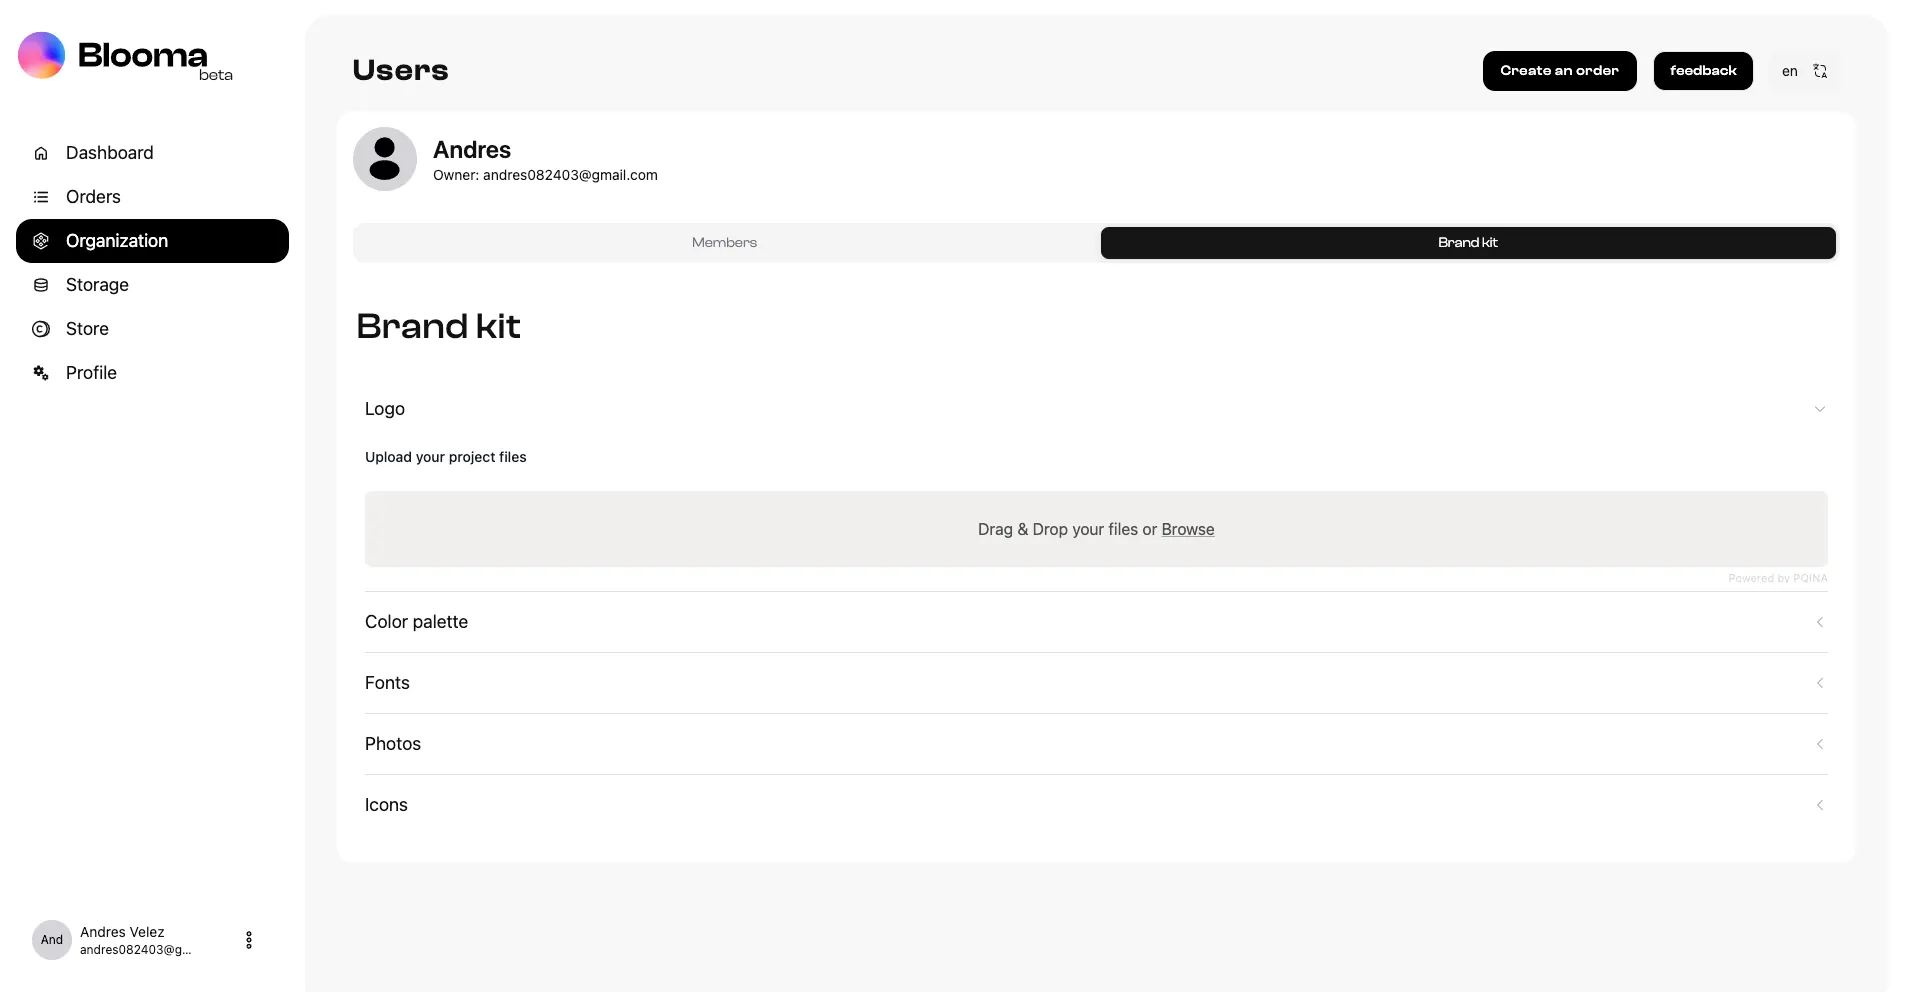 Blooma
beta
Dashboard
Orders
Organization
Storage
Store
Profile
And
Andres Velez
andres082403@g...
Users
Create an order
feedback
en
Andres
Owner: andres082403@gmail.com
Members
Brand kit
Brand kit
Logo
Upload your project files
Drag & Drop your files or Browse
Powered by PQINA
Color palette
Fonts
Photos
Icons